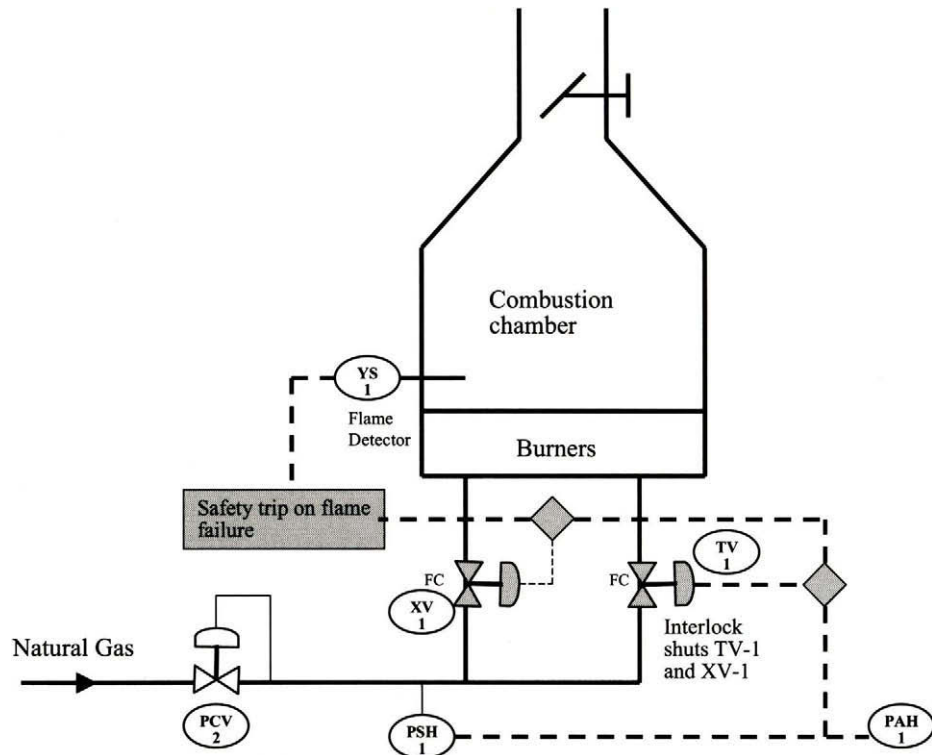 Combustion
chamber
YS
1
Flame
Detector
Burners
Safety trip on flame
failure
TV
1
FC
FC
XV
1
Interlock
shuts TV-1
and XV-1
Natural Gas
PCV
2
PSH
1
PAH
1